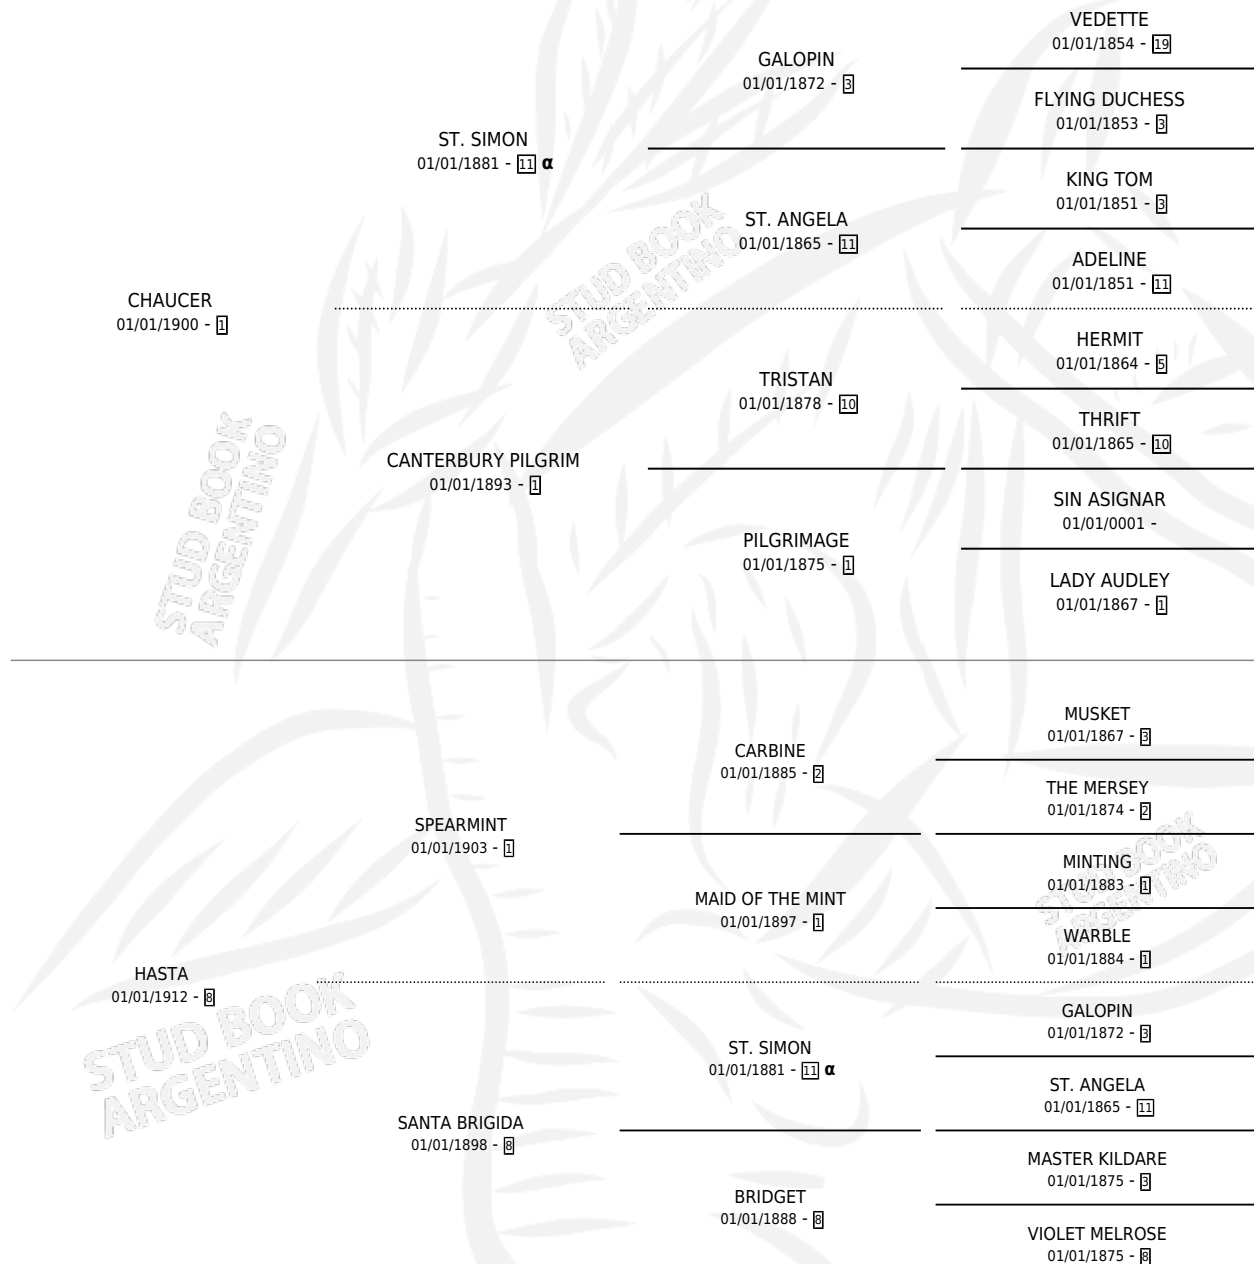 VEDETTE
01/01/1854 - 19
GALOPIN
01/01/1872 - 3
FLYING DUCHESS
01/01/1853 - 3
ST. SIMON
01/01/1881 - 11 α
KING TOM
01/01/1851 - 3
ST. ANGELA
01/01/1865 - 11
ADELINE
01/01/1851 - 11
CHAUCER
01/01/1900 - 1
HERMIT
01/01/1864 - 5
TRISTAN
01/01/1878 - 10
THRIFT
01/01/1865 - 10
CANTERBURY PILGRIM
01/01/1893 - 1
SIN ASIGNAR
01/01/0001 -
PILGRIMAGE
01/01/1875 - 1
LADY AUDLEY
01/01/1867 - 1
MUSKET
01/01/1867 - 3
CARBINE
01/01/1885 - 2
THE MERSEY
01/01/1874 - 2
SPEARMINT
01/01/1903 - 1
MINTING
01/01/1883 - 1
MAID OF THE MINT
01/01/1897 - 1
WARBLE
01/01/1884 - 1
HASTA
01/01/1912 - 8
GALOPIN
01/01/1872 - 3
ST. SIMON
01/01/1881 - 11 α
ST. ANGELA
01/01/1865 - 11
SANTA BRIGIDA
01/01/1898 - 8
MASTER KILDARE
01/01/1875 - 3
BRIDGET
01/01/1888 - 8
VIOLET MELROSE
01/01/1875 - 8
STUD BOOK
ARGENTINO
STUD BOOK
ARGENTINO
STUD BOOK
ARGENTINO
STUD BOOK
ARGENTINO